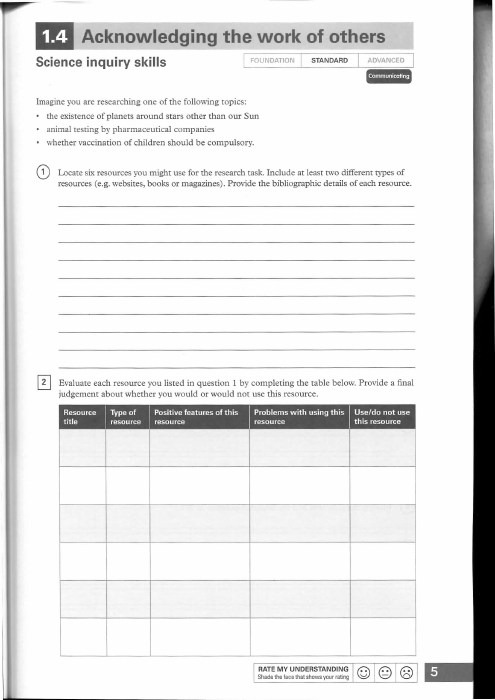 1.4 Acknowledging the work of others
Science inquiry skills
FOUNDATION STANDARD ADVANCED
Communicating
Imagine you are researching one of the following topics:
• the existence of planets around stars other than our Sun
• animal testing by pharmaceutical companies
• whether vaccination of children should be compulsory.
1 Locate six resources you might use for the research task. Include at least two different types of
resources (e.g. websites, books or magazines). Provide the bibliographic details of each resource.
2 Evaluate each resource you listed in question 1 by completing the table below. Provide a final
judgement about whether you would or would not use this resource.
Resource title
Type of resource
Positive features of this resource
Problems with using this resource
Use/do not use this resource
RATE MY UNDERSTANDING
Shade the face that shows your rating
5